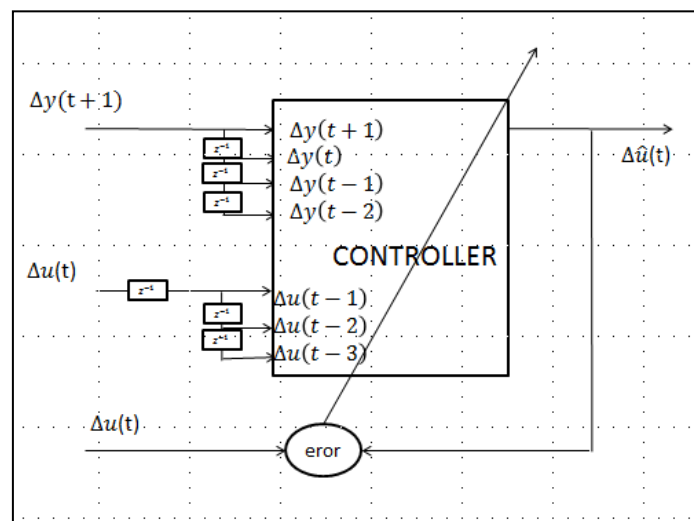 Δy(t+1)
Δy(t+1)
z⁻¹
Δy(t)
z⁻¹
Δy(t−1)
z⁻¹
Δy(t−2)
Δû(t)
CONTROLLER
Δu(t)
z⁻¹
Δu(t−1)
z⁻¹
Δu(t−2)
z⁻¹
Δu(t−3)
Δu(t)
eror